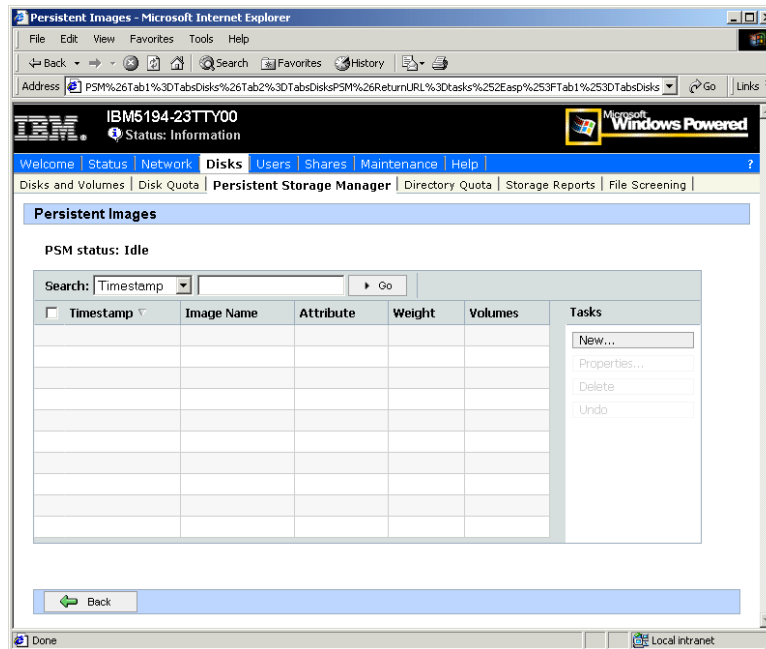 Persistent Images - Microsoft Internet Explorer
File Edit View Favorites Tools Help
Back Search Favorites History
Address PSM%26Tab1%3DTabsDisks%26Tab2%3DTabsDisksPSM%26ReturnURL%3Dtasks%252Easp%253FTab1%253DTabsDisks Go Links
IBM IBM5194-23TTY00 Microsoft
Status: Information Windows Powered
Welcome | Status | Network | Disks | Users | Shares | Maintenance | Help | ?
Disks and Volumes | Disk Quota | Persistent Storage Manager | Directory Quota | Storage Reports | File Screening |
Persistent Images
PSM status: Idle
Search: Timestamp Go
Timestamp Image Name Attribute Weight Volumes Tasks
New...
Properties...
Delete
Undo
Back
Done Local intranet